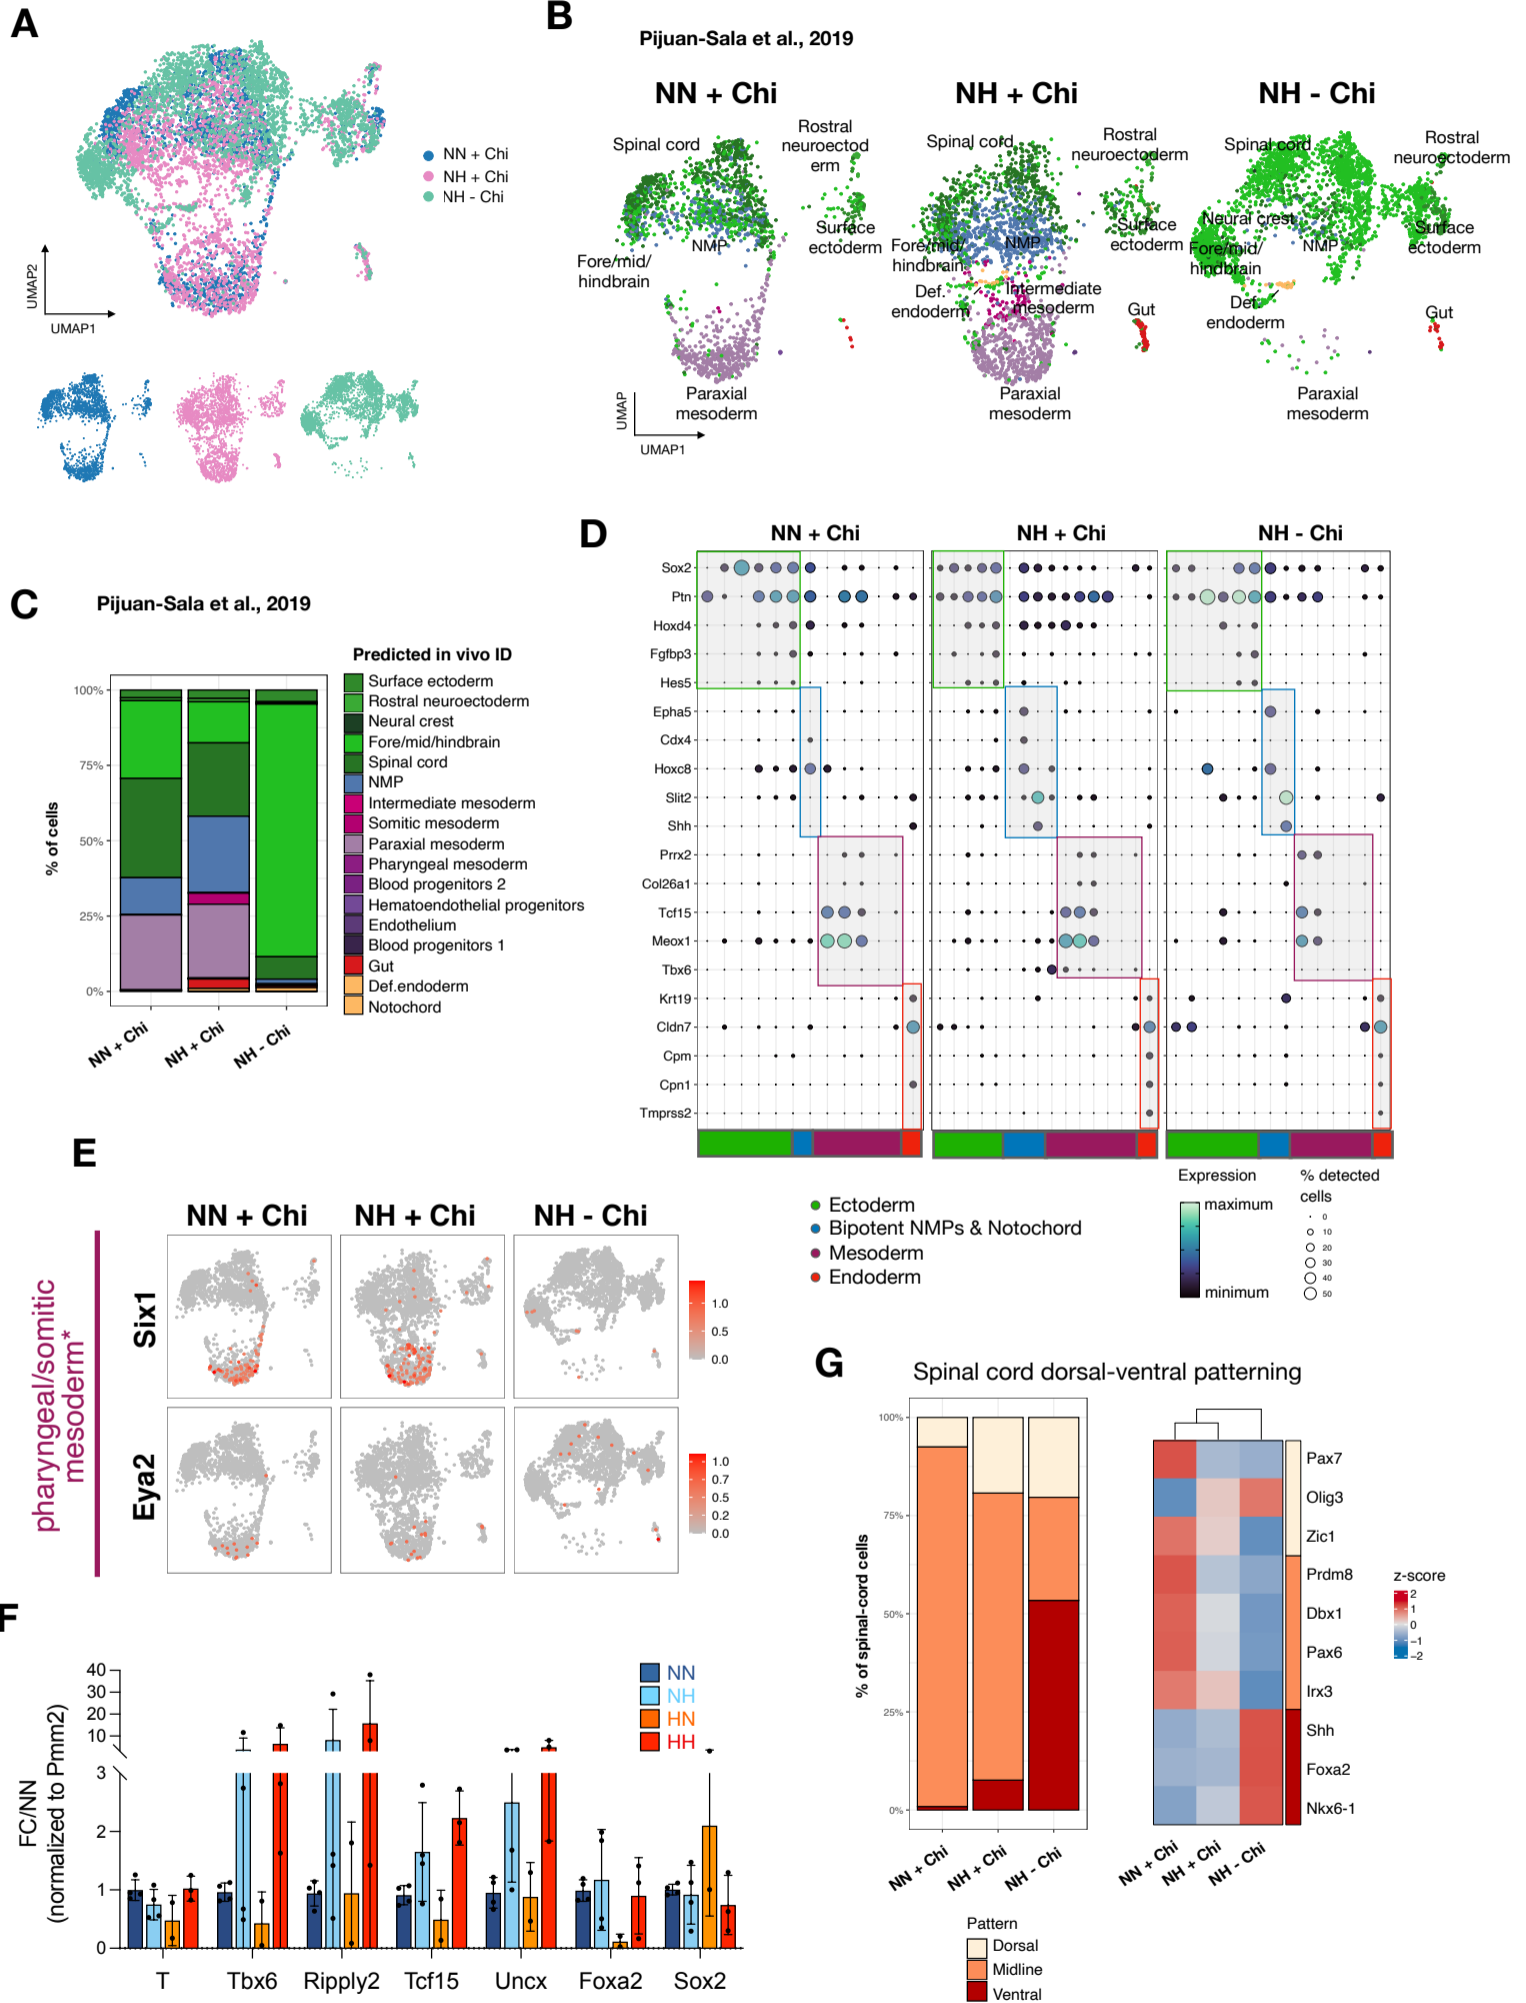 A
NN + Chi
NH + Chi
NH - Chi
UMAP2
UMAP1
B
Pijuan-Sala et al., 2019
NN + Chi
NH + Chi
NH - Chi
Spinal cord
Rostral
neuroectod
erm
Surface
ectoderm
NMP
Fore/mid/
hindbrain
Paraxial
mesoderm
Spinal cord
Rostral
neuroectoderm
Surface
ectoderm
NMP
Fore/mid/
hindbrain
Def.
endoderm
Intermediate
mesoderm
Gut
Paraxial
mesoderm
Spinal cord
Rostral
neuroectoderm
Neural crest
Surface
ectoderm
NMP
Fore/mid/
hindbrain
Def.
endoderm
Gut
Paraxial
mesoderm
UMAP
UMAP1
C
Pijuan-Sala et al., 2019
% of cells
100%
75%
50%
25%
0%
NN + Chi
NH + Chi
NH - Chi
Predicted in vivo ID
Surface ectoderm
Rostral neuroectoderm
Neural crest
Fore/mid/hindbrain
Spinal cord
NMP
Intermediate mesoderm
Somitic mesoderm
Paraxial mesoderm
Pharyngeal mesoderm
Blood progenitors 2
Hematoendothelial progenitors
Endothelium
Blood progenitors 1
Gut
Def.endoderm
Notochord
D
NN + Chi
NH + Chi
NH - Chi
Sox2
Ptn
Hoxd4
Fgfbp3
Hes5
Epha5
Cdx4
Hoxc8
Slit2
Shh
Prrx2
Col26a1
Tcf15
Meox1
Tbx6
Krt19
Cldn7
Cpm
Cpn1
Tmprss2
Ectoderm
Bipotent NMPs & Notochord
Mesoderm
Endoderm
Expression
maximum
minimum
% detected
cells
0
10
20
30
40
50
E
NN + Chi
NH + Chi
NH - Chi
pharyngeal/somitic
mesoderm*
Six1
1.0
0.5
0.0
Eya2
1.0
0.7
0.5
0.2
0.0
F
FC/NN
(normalized to Pmm2)
40
30
20
10
3
2
1
0
NN
NH
HN
HH
T
Tbx6
Ripply2
Tcf15
Uncx
Foxa2
Sox2
G
Spinal cord dorsal-ventral patterning
% of spinal-cord cells
100%
75%
50%
25%
0%
NN + Chi
NH + Chi
NH - Chi
Pattern
Dorsal
Midline
Ventral
Pax7
Olig3
Zic1
Prdm8
Dbx1
Pax6
Irx3
Shh
Foxa2
Nkx6-1
NN + Chi
NH + Chi
NH - Chi
z-score
2
1
0
-1
-2